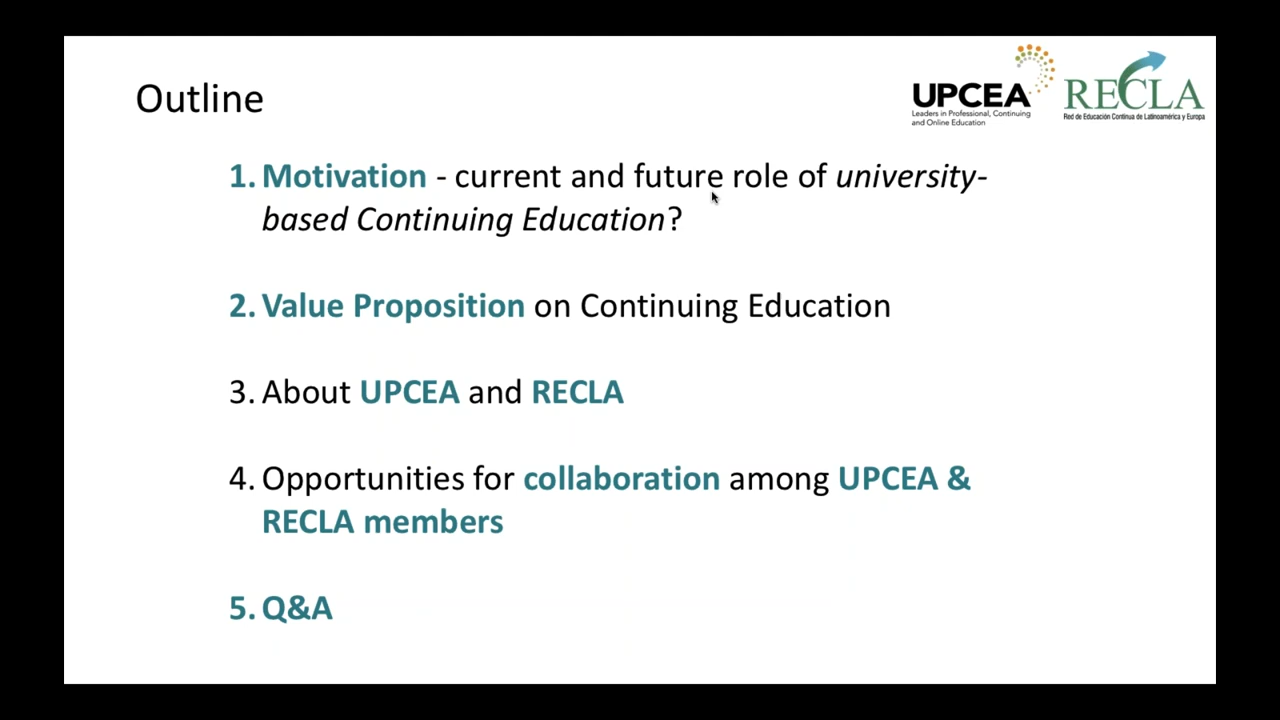 Outline
UPCEA
Leaders in Professional, Continuing
and Online Education
RECLA
Red de Educación Continua de Latinoamérica y Europa
1. Motivation - current and future role of university-
based Continuing Education?
2. Value Proposition on Continuing Education
3. About UPCEA and RECLA
4. Opportunities for collaboration among UPCEA &
RECLA members
5. Q&A